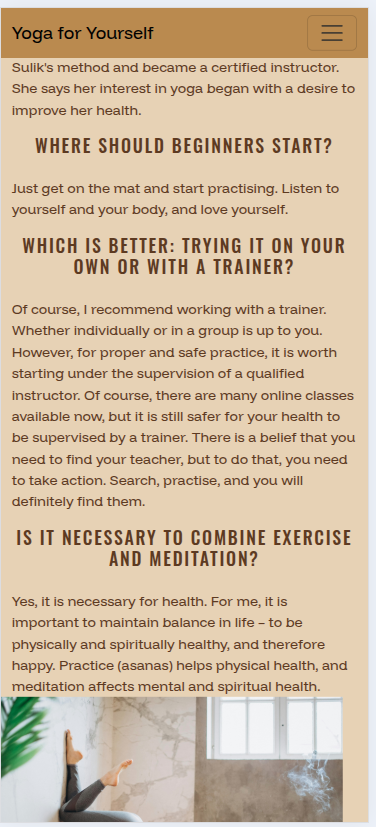 Yoga for Yourself
Sulik's method and became a certified instructor.
She says her interest in yoga began with a desire to
improve her health.
WHERE SHOULD BEGINNERS START?
Just get on the mat and start practising. Listen to
yourself and your body, and love yourself.
WHICH IS BETTER: TRYING IT ON YOUR
OWN OR WITH A TRAINER?
Of course, I recommend working with a trainer.
Whether individually or in a group is up to you.
However, for proper and safe practice, it is worth
starting under the supervision of a qualified
instructor. Of course, there are many online classes
available now, but it is still safer for your health to
be supervised by a trainer. There is a belief that you
need to find your teacher, but to do that, you need
to take action. Search, practise, and you will
definitely find them.
IS IT NECESSARY TO COMBINE EXERCISE
AND MEDITATION?
Yes, it is necessary for health. For me, it is
important to maintain balance in life – to be
physically and spiritually healthy, and therefore
happy. Practice (asanas) helps physical health, and
meditation affects mental and spiritual health.